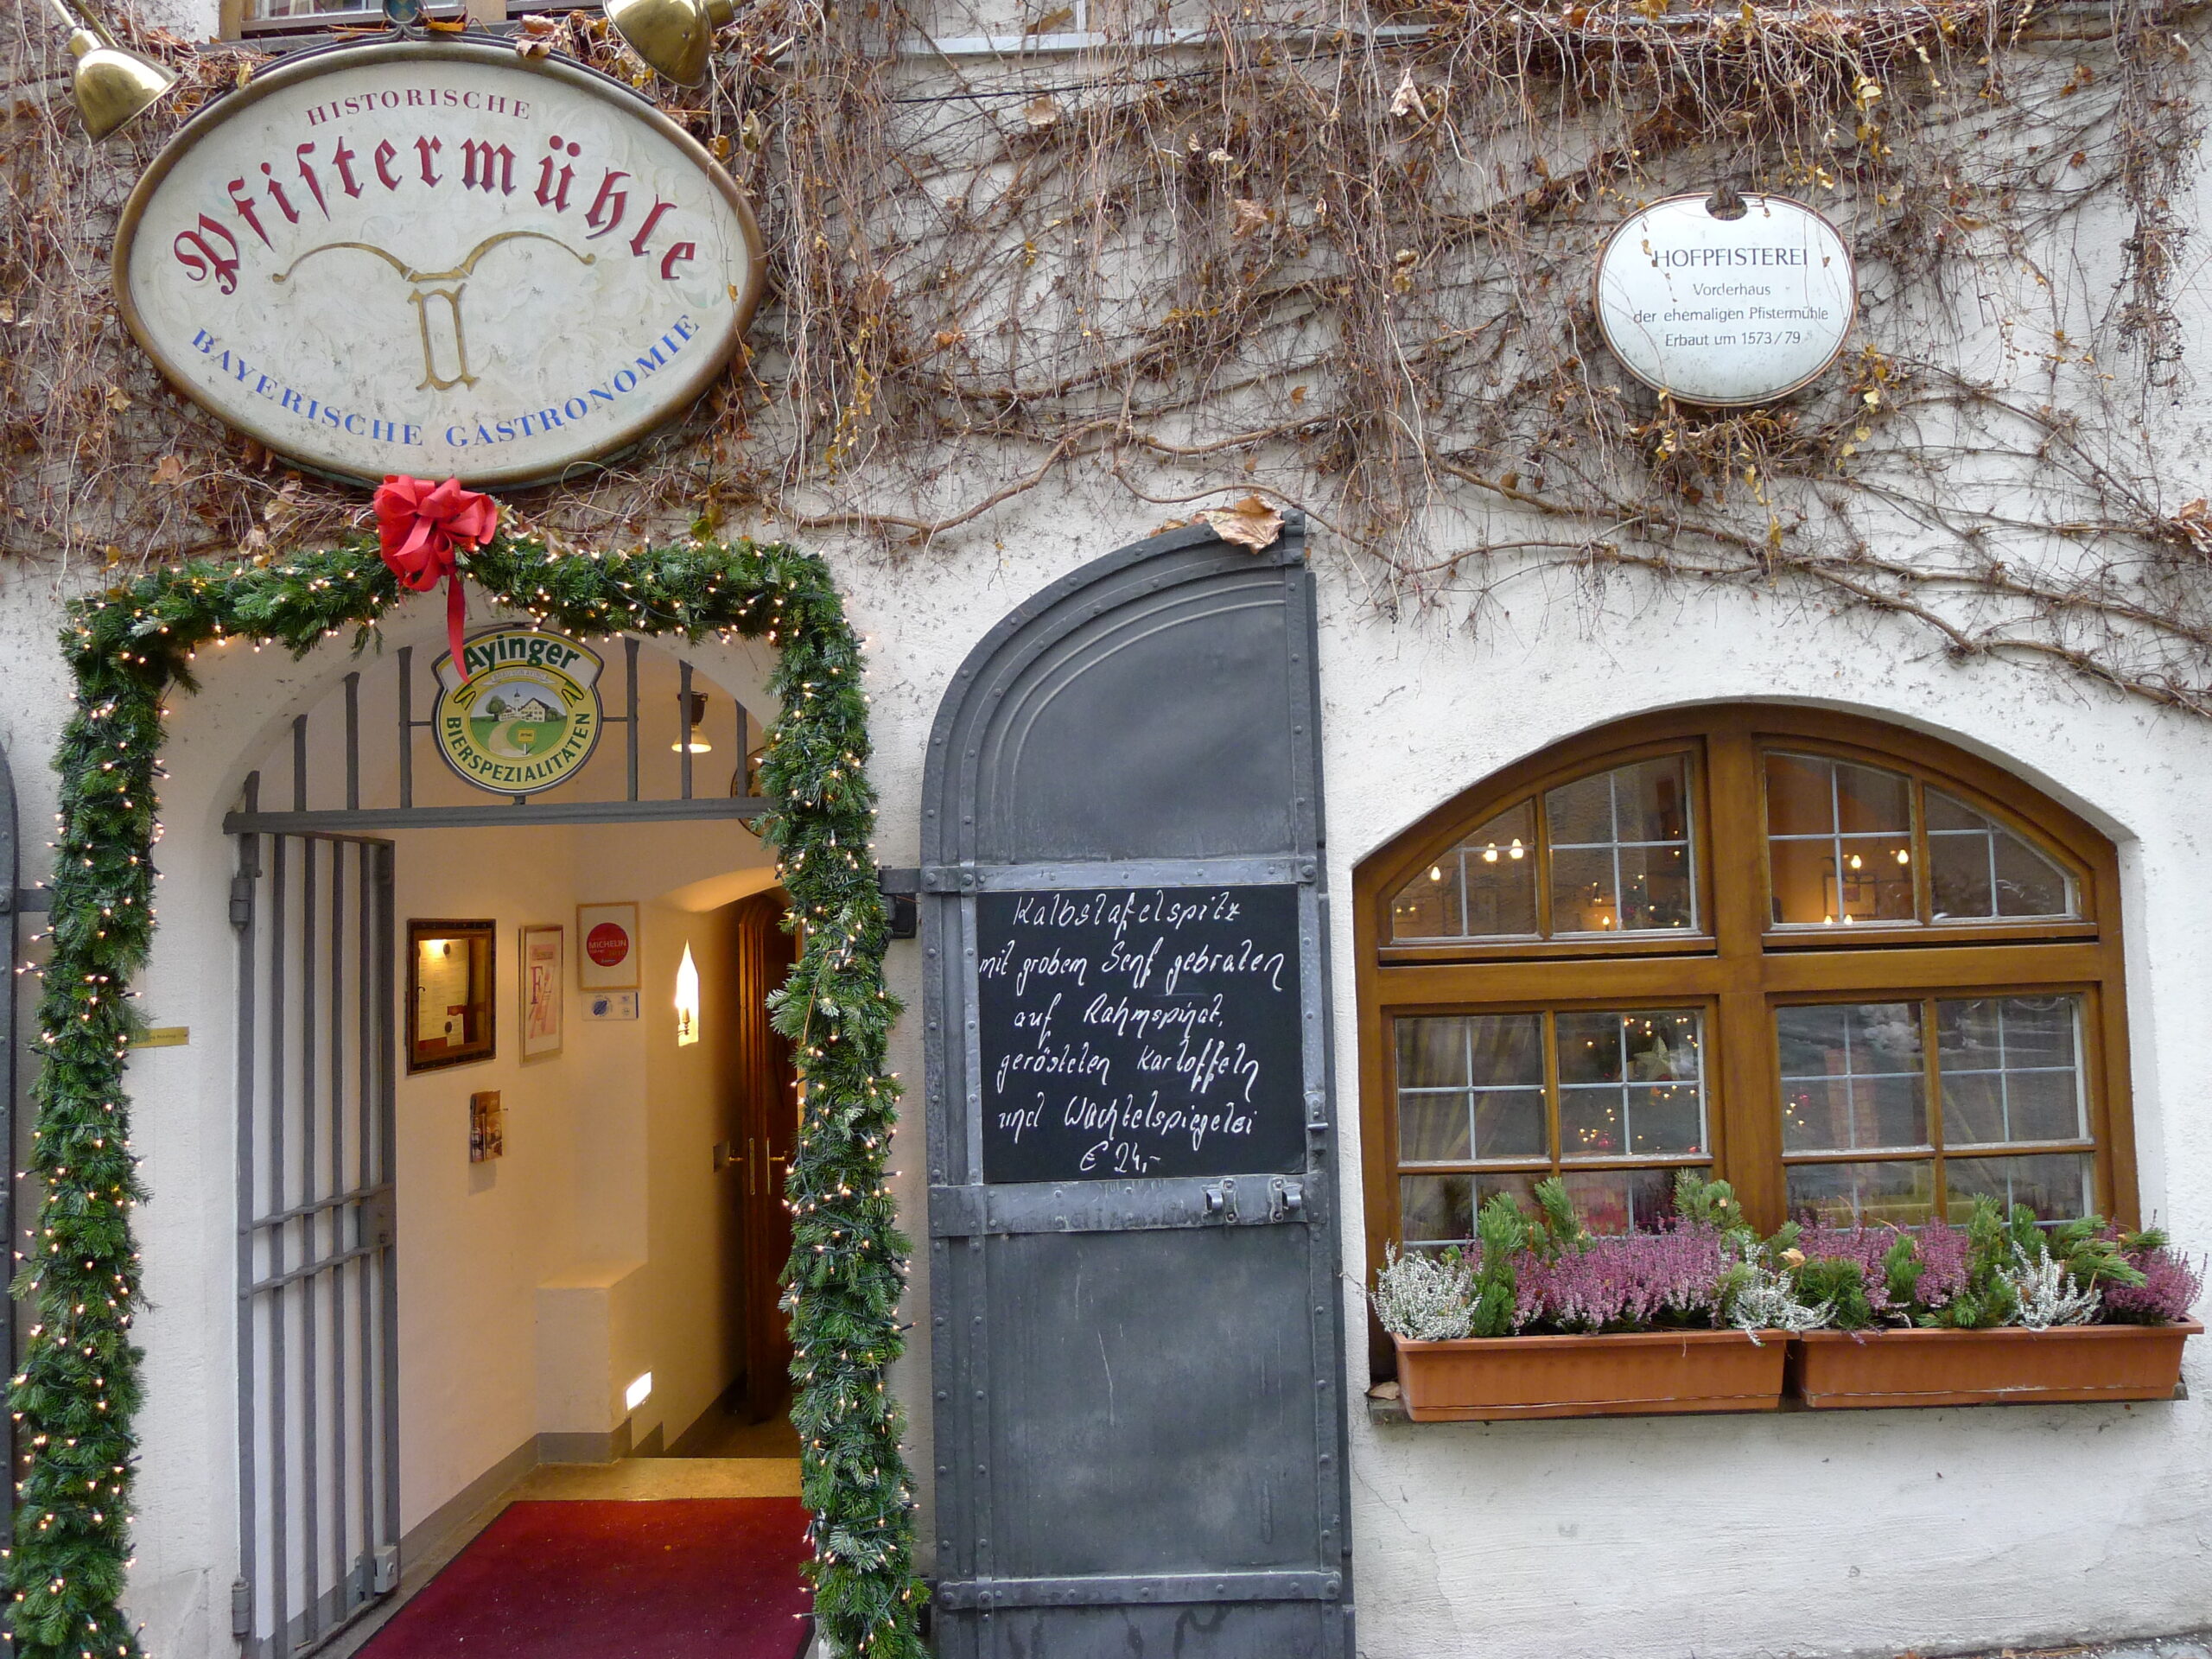 HISTORISCHE
Pfiſtermühle
BAYERISCHE GASTRONOMIE
HOFPFISTEREI
Vorderhaus
der ehemaligen Pfistermühle
Erbaut um 1573/79
Ayinger
BIERSPEZIALITÄTEN
MICHELIN
Kalbstafelspitz
mit grobem Senf gebraten
auf Rahmspinat,
gerösteten Kartoffeln
und Wachtelspiegelei
€ 24,-